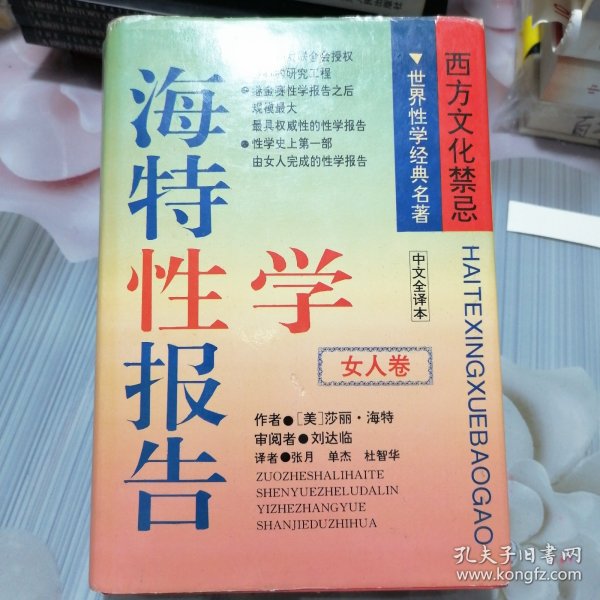 海特性学报告
联合会授权
研究工程
●继金赛性学报告之后
规模最大
最具权威性的性学报告
●性学史上第一部
由女人完成的性学报告
▼世界性学经典名著
西方文化禁忌
中文全译本
HAITEXINGXUEBAOGAO
女人卷
作者●[美]莎丽·海特
审阅者●刘达临
译者●张月 单杰 杜智华
ZUOZHESHALIHAITE
SHENYUEZHELUDALIN
YIZHEZHANGYUE
SHANJIEDUZHIHUA
孔夫子旧书网
www.kongfz.com